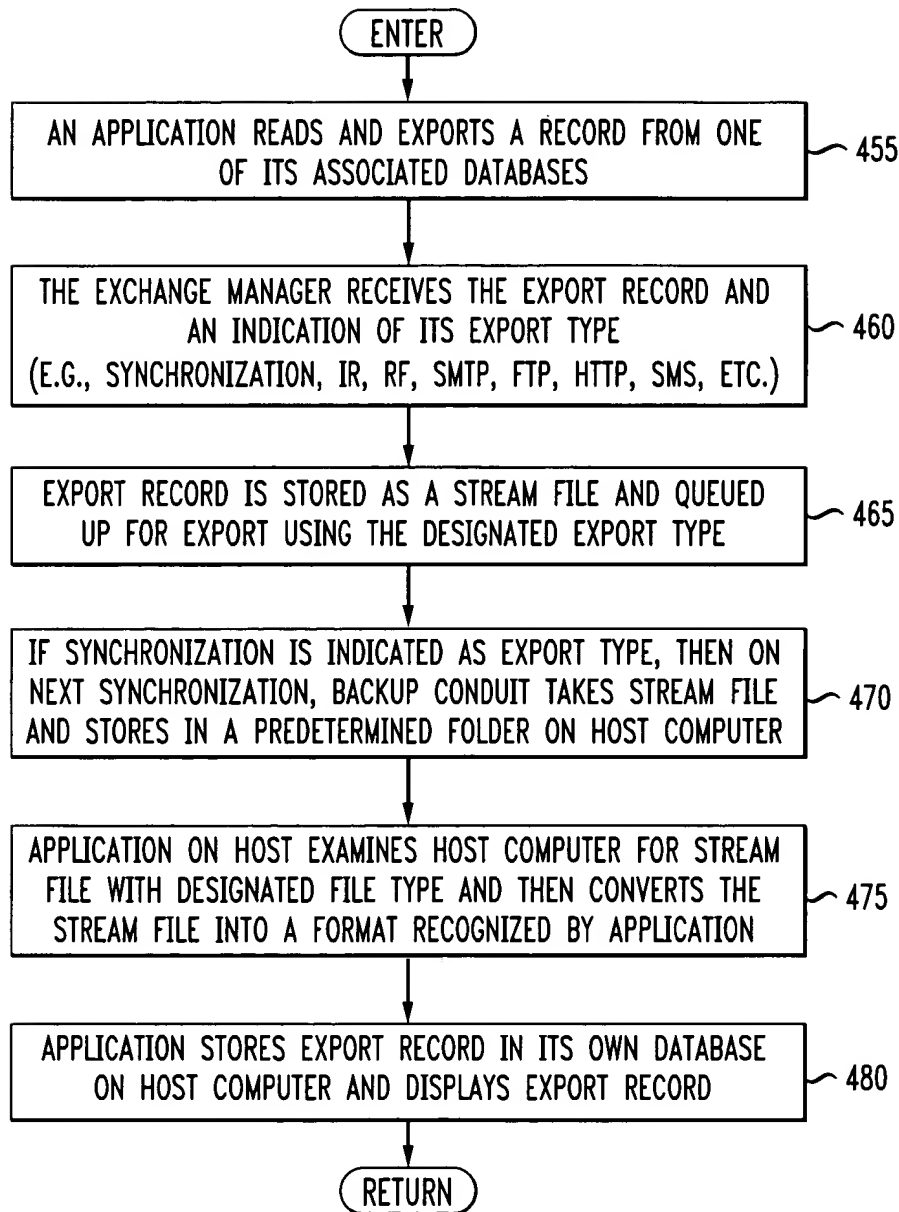 ENTER
AN APPLICATION READS AND EXPORTS A RECORD FROM ONE
OF ITS ASSOCIATED DATABASES
455
THE EXCHANGE MANAGER RECEIVES THE EXPORT RECORD AND
AN INDICATION OF ITS EXPORT TYPE
(E.G., SYNCHRONIZATION, IR, RF, SMTP, FTP, HTTP, SMS, ETC.)
460
EXPORT RECORD IS STORED AS A STREAM FILE AND QUEUED
UP FOR EXPORT USING THE DESIGNATED EXPORT TYPE
465
IF SYNCHRONIZATION IS INDICATED AS EXPORT TYPE, THEN ON
NEXT SYNCHRONIZATION, BACKUP CONDUIT TAKES STREAM FILE
AND STORES IN A PREDETERMINED FOLDER ON HOST COMPUTER
470
APPLICATION ON HOST EXAMINES HOST COMPUTER FOR STREAM
FILE WITH DESIGNATED FILE TYPE AND THEN CONVERTS THE
STREAM FILE INTO A FORMAT RECOGNIZED BY APPLICATION
475
APPLICATION STORES EXPORT RECORD IN ITS OWN DATABASE
ON HOST COMPUTER AND DISPLAYS EXPORT RECORD
480
RETURN